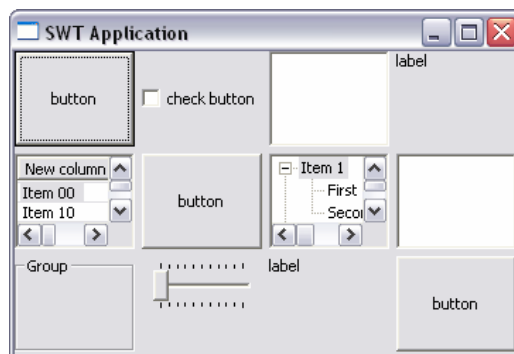 SWT Application
button
check button
label
New column
Item 00
Item 10
button
Item 1
First
Secon
Group
label
button